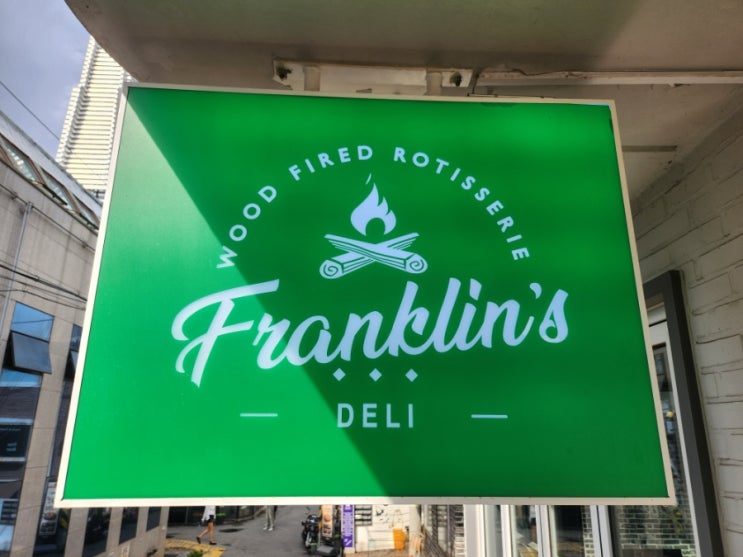 WOOD FIRED ROTISSERIE
Franklin's
DELI